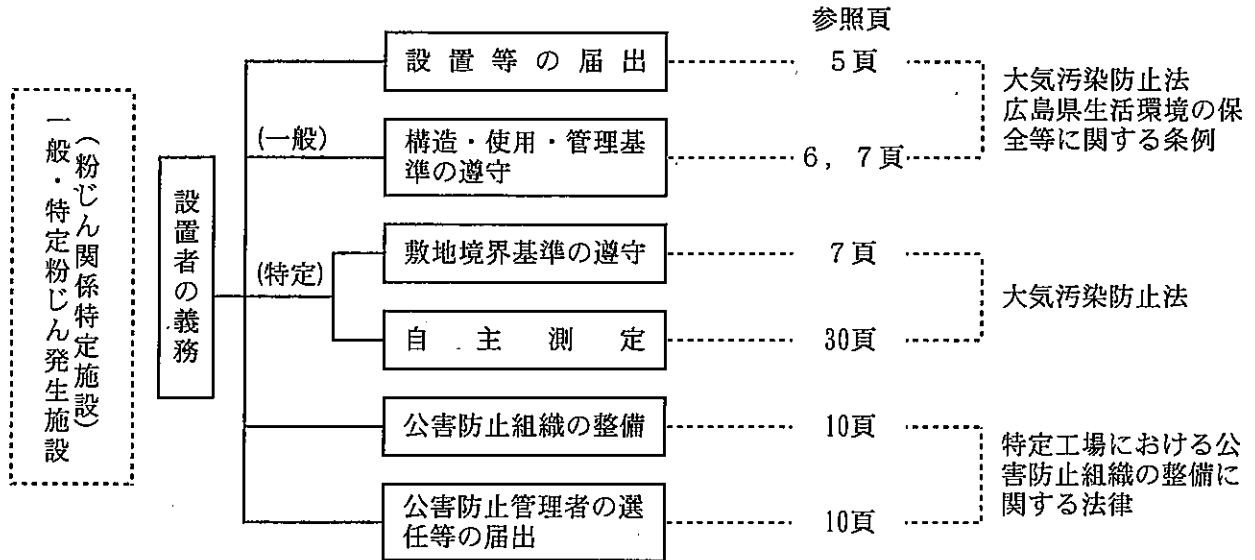 参照頁
一般・特定粉じん発生施設
(粉じん関係特定施設)
設置者の義務
(一般)
(特定)
設置等の届出
5頁
構造・使用・管理基
準の遵守
6, 7頁
大気汚染防止法
広島県生活環境の保
全等に関する条例
敷地境界基準の遵守
7頁
自主測定
30頁
大気汚染防止法
公害防止組織の整備
10頁
公害防止管理者の選
任等の届出
10頁
特定工場における公
害防止組織の整備に
関する法律